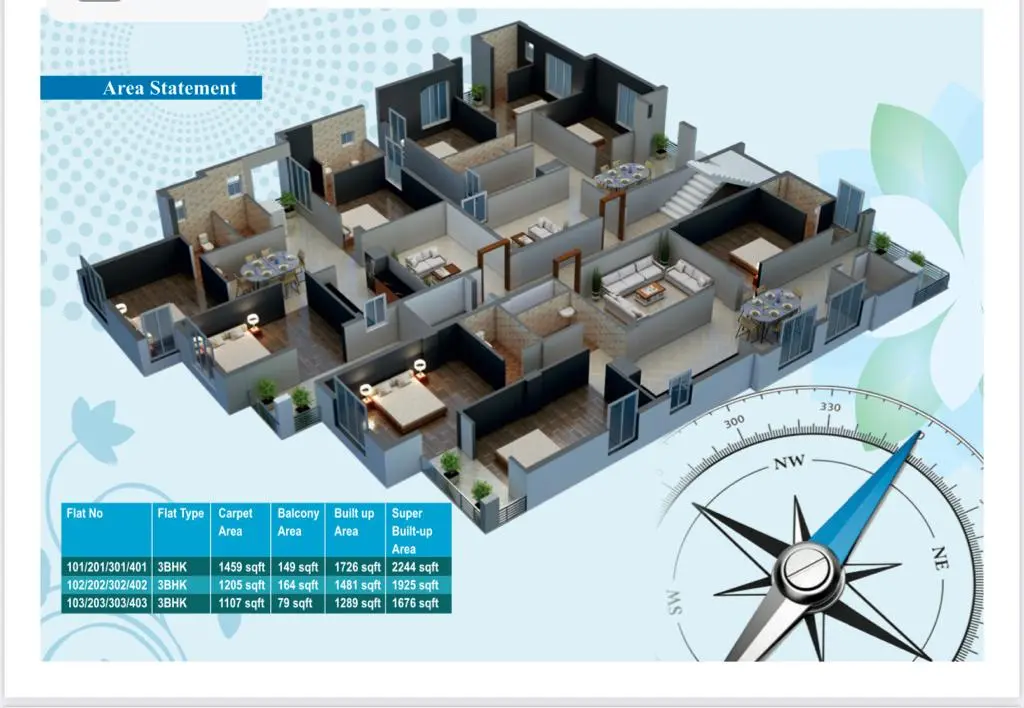 Area Statement
300
330
0
NW
NE
SW
Flat No Flat Type Carpet Area Balcony Area Built up Area Super Built-up Area
101/201/301/401 3BHK 1459 sqft 149 sqft 1726 sqft 2244 sqft
102/202/302/402 3BHK 1205 sqft 164 sqft 1481 sqft 1925 sqft
103/203/303/403 3BHK 1107 sqft 79 sqft 1289 sqft 1676 sqft